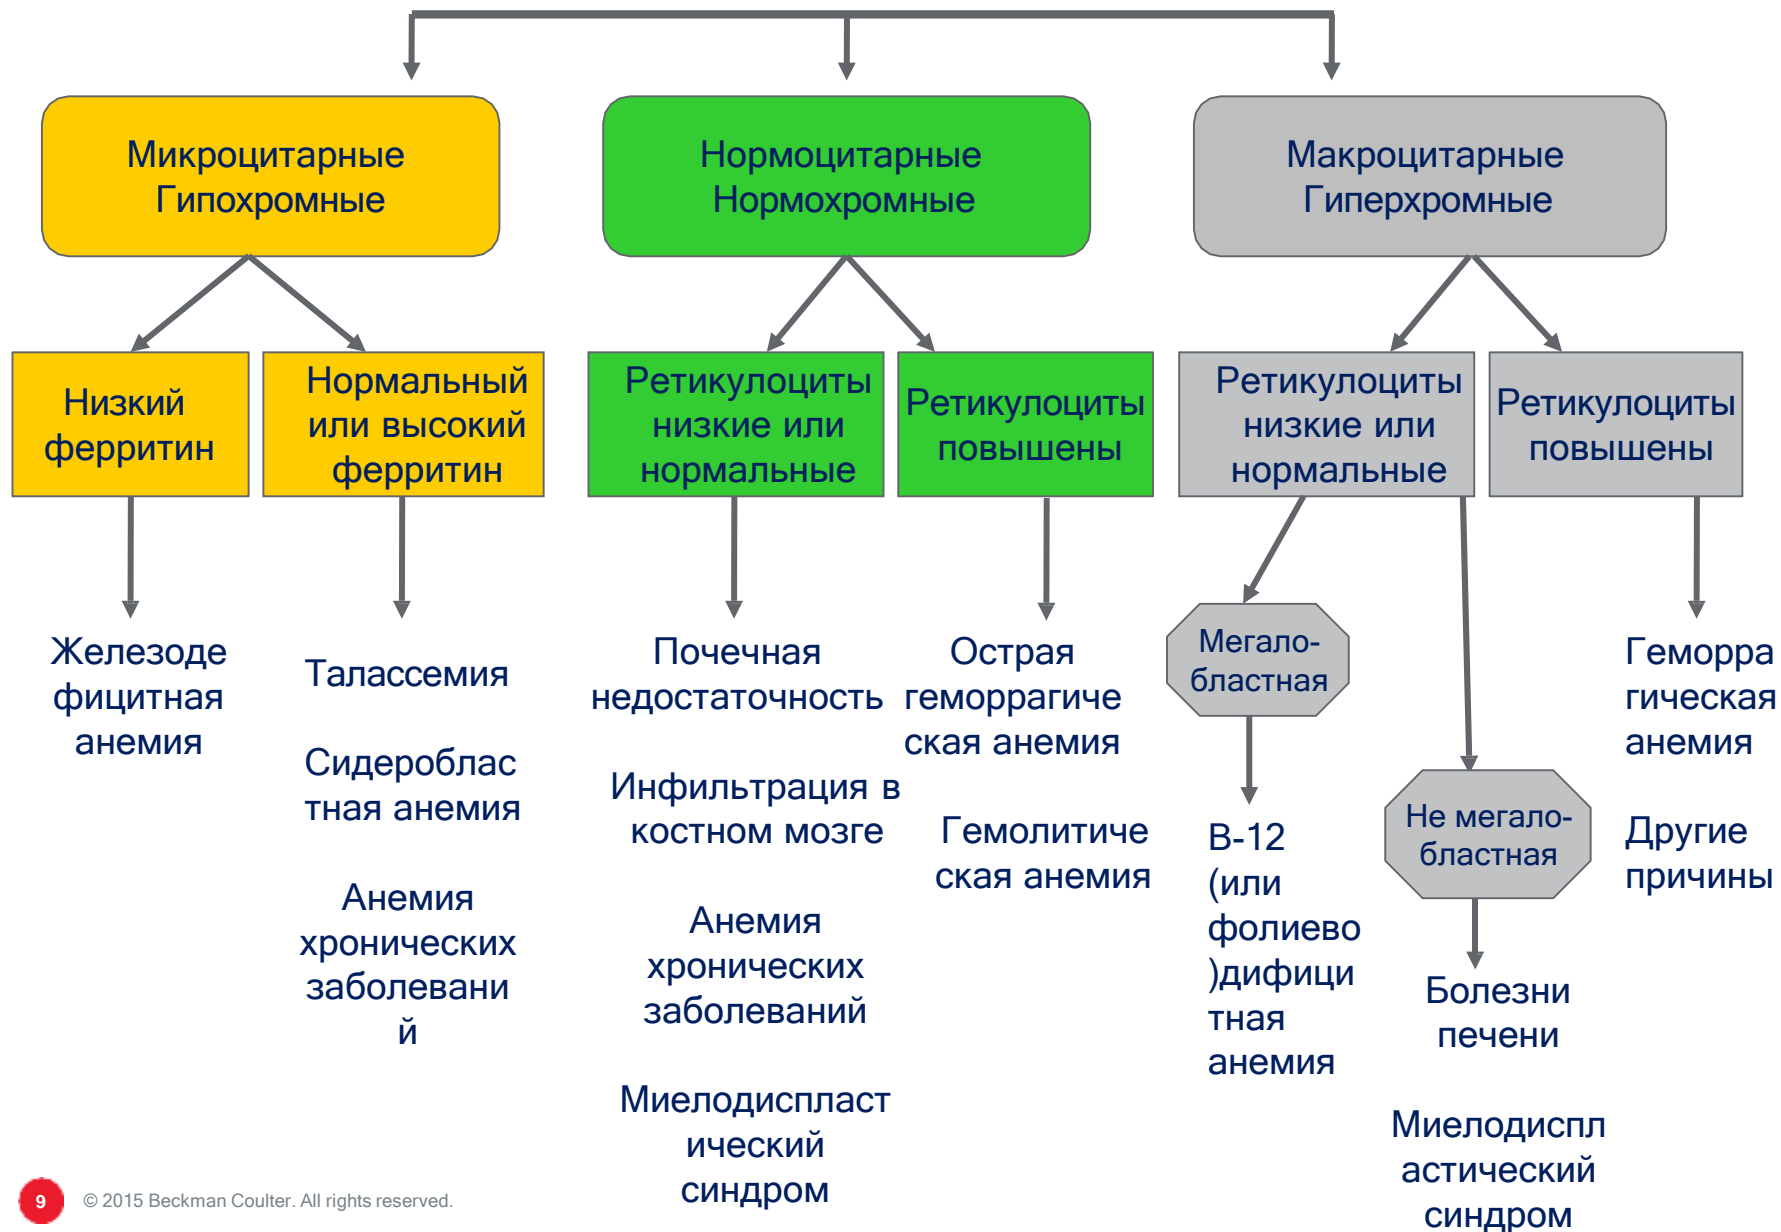 Микроцитарные
Гипохромные
Нормоцитарные
Нормохромные
Макроцитарные
Гиперхромные
Низкий
ферритин
Нормальный
или высокий
ферритин
Ретикулоциты
низкие или
нормальные
Ретикулоциты
повышены
Ретикулоциты
низкие или
нормальные
Ретикулоциты
повышены
Железоде
фицитная
анемия
Талассемия
Сидероблас
тная анемия
Анемия
хронических
заболевани
й
Почечная
недостаточность
Инфильтрация в
костном мозге
Анемия
хронических
заболеваний
Миелодиспласт
ический
синдром
Острая
геморрагиче
ская анемия
Гемолитиче
ская анемия
Мегало-
бластная
В-12
(или
фолиево
)дифици
тная
анемия
Не мегало-
бластная
Болезни
печени
Миелодиспл
астический
синдром
Геморра
гическая
анемия
Другие
причины
9
© 2015 Beckman Coulter. All rights reserved.